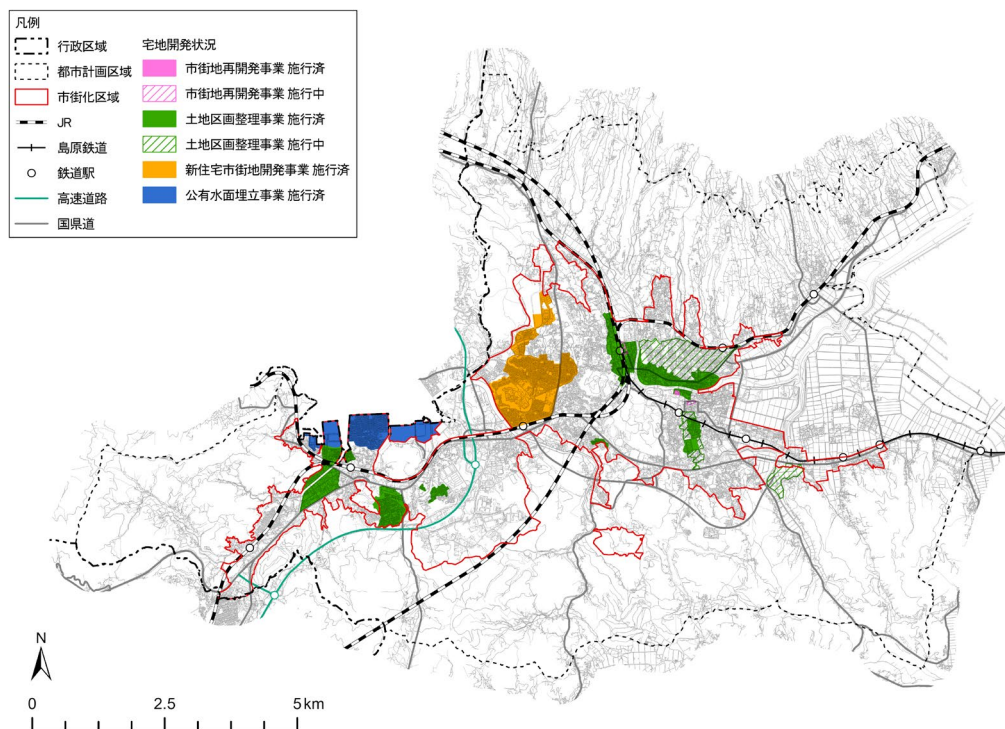 凡例
行政区域
都市計画区域
市街化区域
JR
島原鉄道
鉄道駅
高速道路
国県道
宅地開発状況
市街地再開発事業 施行済
市街地再開発事業 施行中
土地区画整理事業 施行済
土地区画整理事業 施行中
新住宅市街地開発事業 施行済
公有水面埋立事業 施行済
N
0 2.5 5km